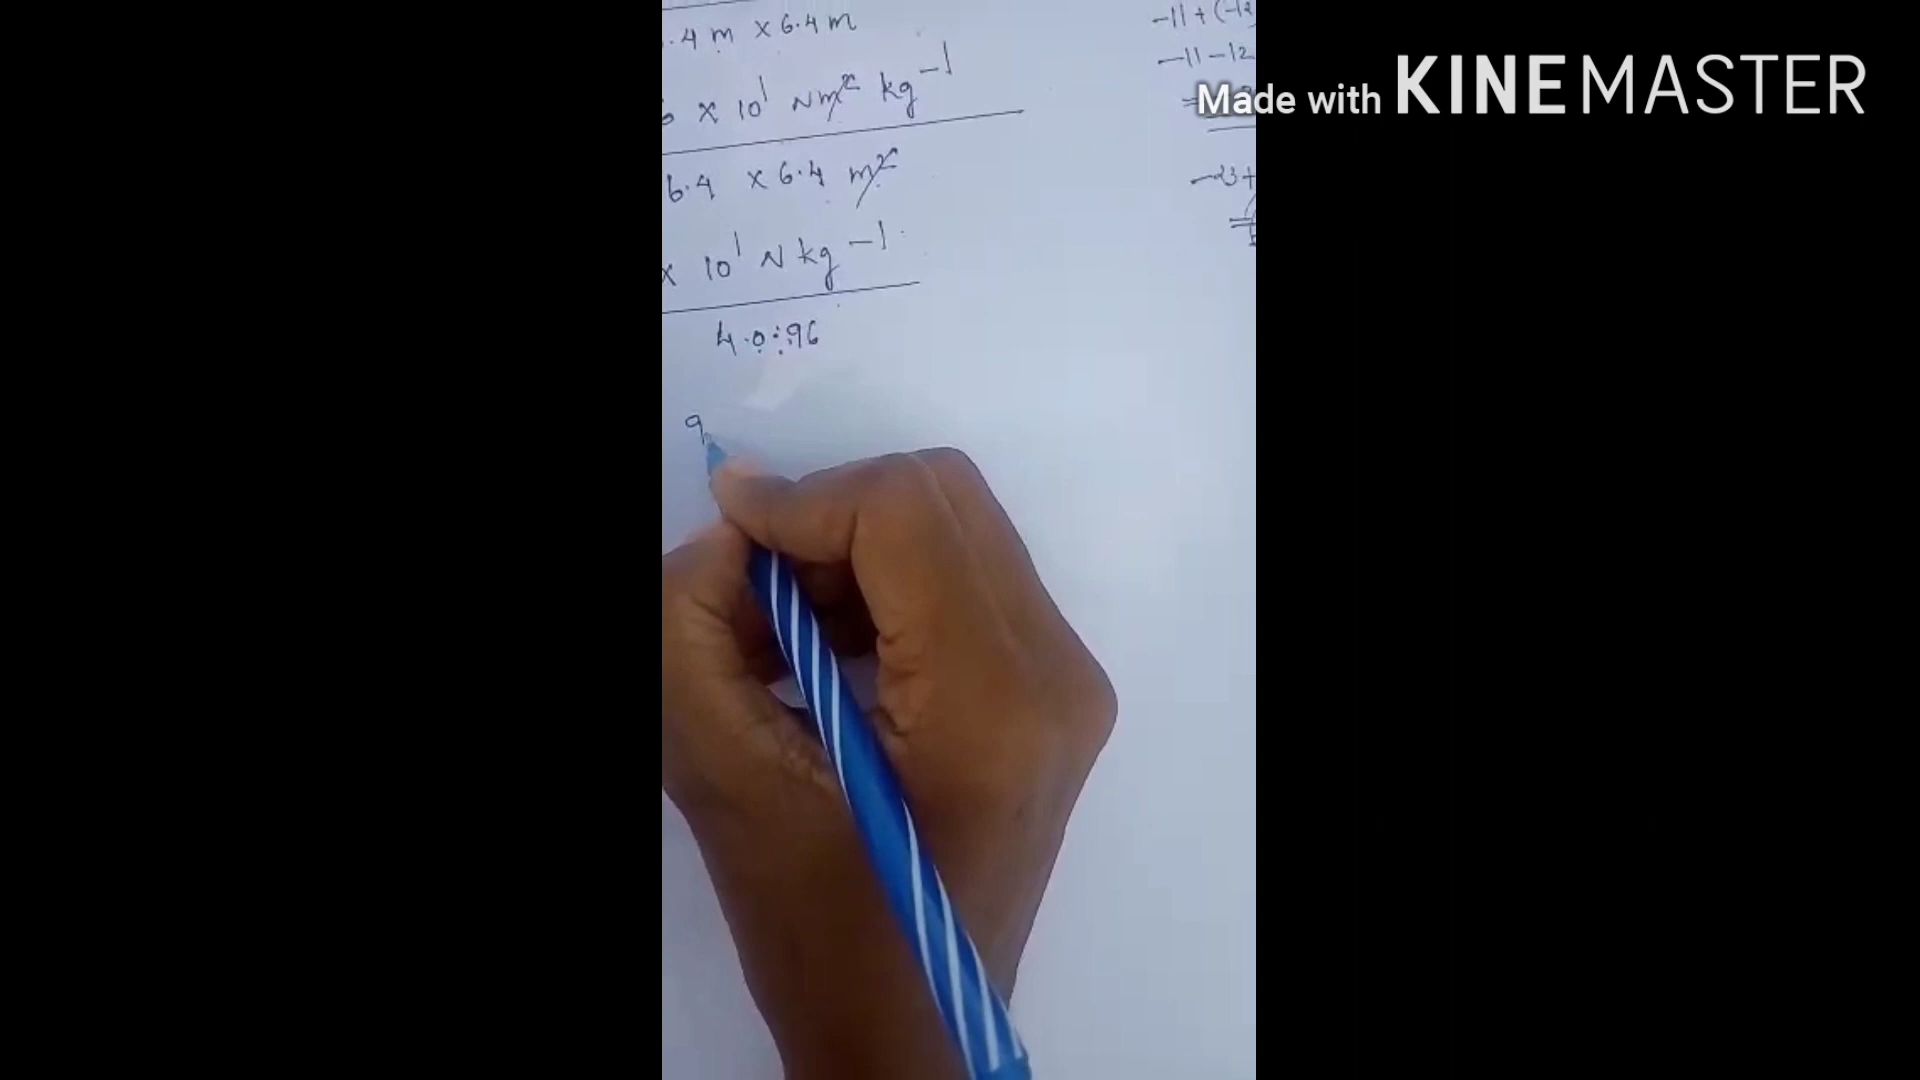 .4 m × 6.4 m
× 10¹ Nm² kg⁻¹
6.4 × 6.4 m²
× 10¹ N kg⁻¹
4.0.96
9
-11 + (-12
-11 - 12
=
-23 +
=
Made with KINEMASTER